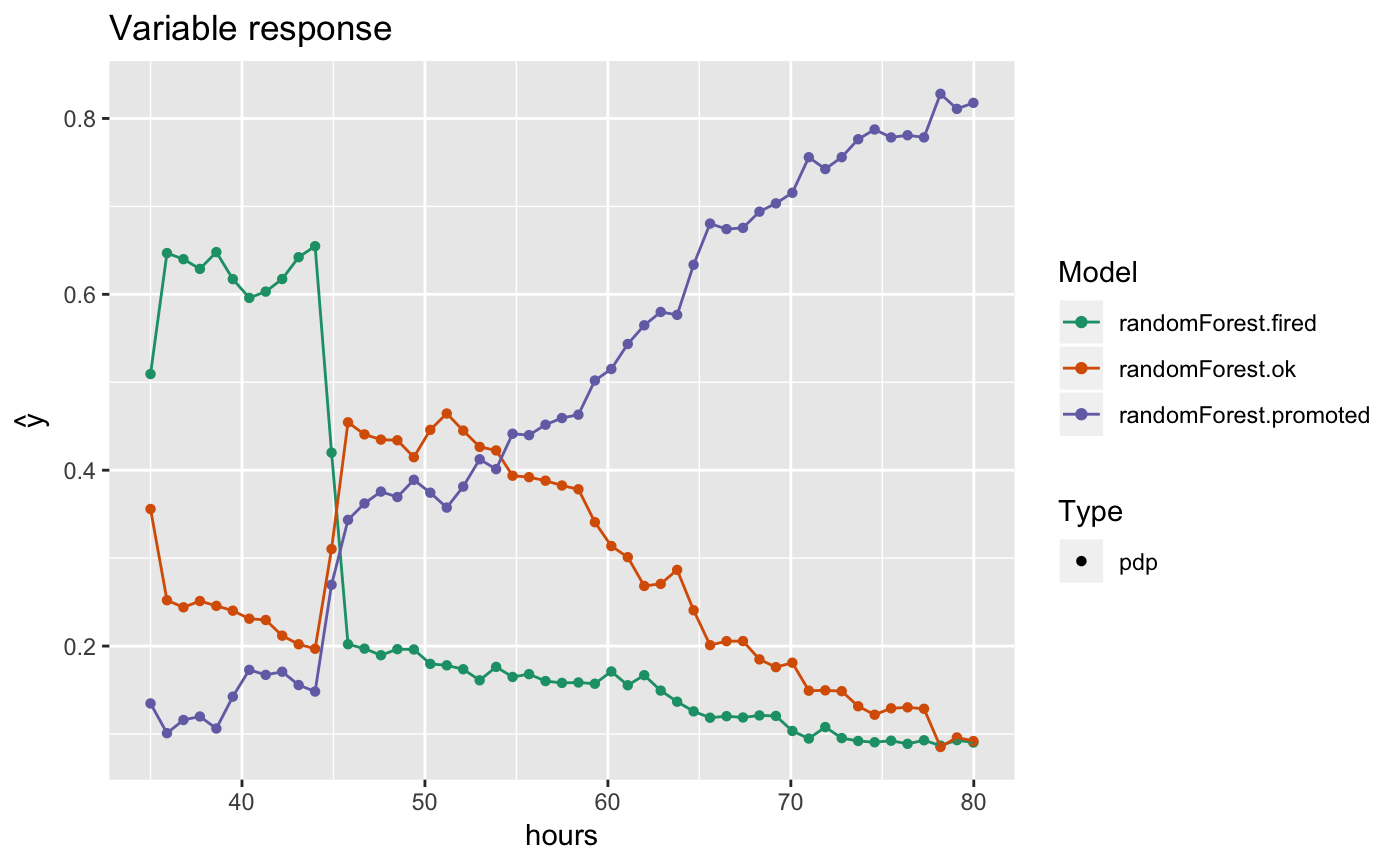 Variable response
0.8
0.6
0.4
0.2
ŷ
40 50 60 70 80
hours
Model
randomForest.fired
randomForest.ok
randomForest.promoted
Type
pdp